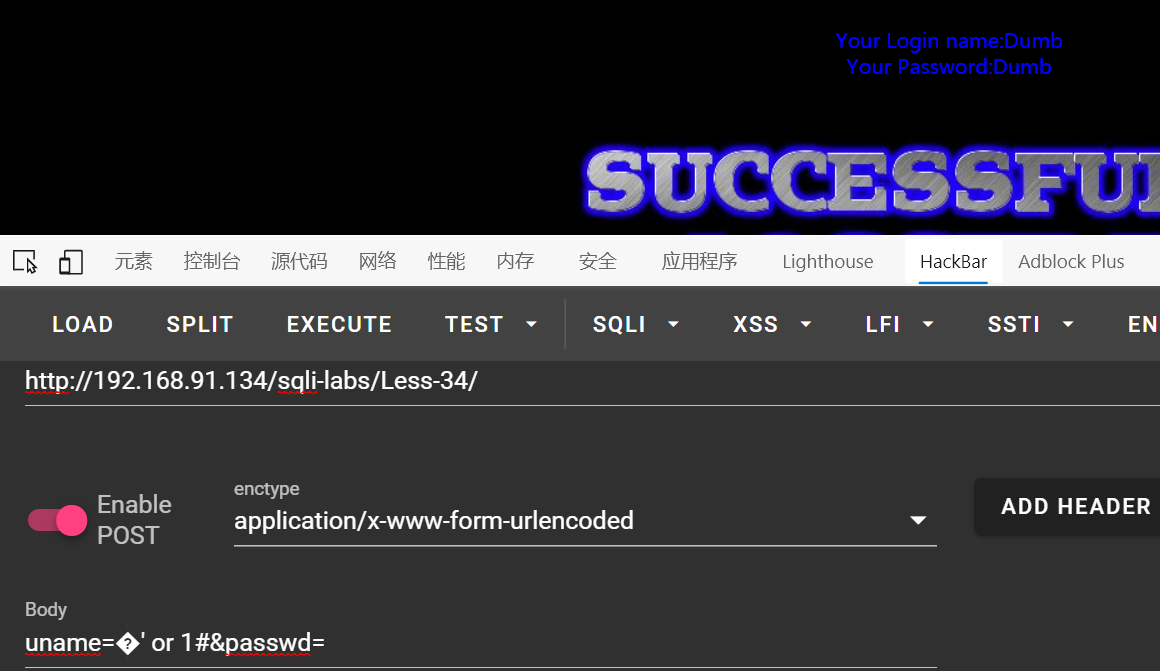 Your Login name:Dumb
Your Password:Dumb
SUCCESSFU
元素 控制台 源代码 网络 性能 内存 安全 应用程序 Lighthouse HackBar Adblock Plus
LOAD SPLIT EXECUTE TEST SQLI XSS LFI SSTI EN
http://192.168.91.134/sqli-labs/Less-34/
enctype
Enable
POST
application/x-www-form-urlencoded
ADD HEADER
Body
uname=�' or 1#&passwd=